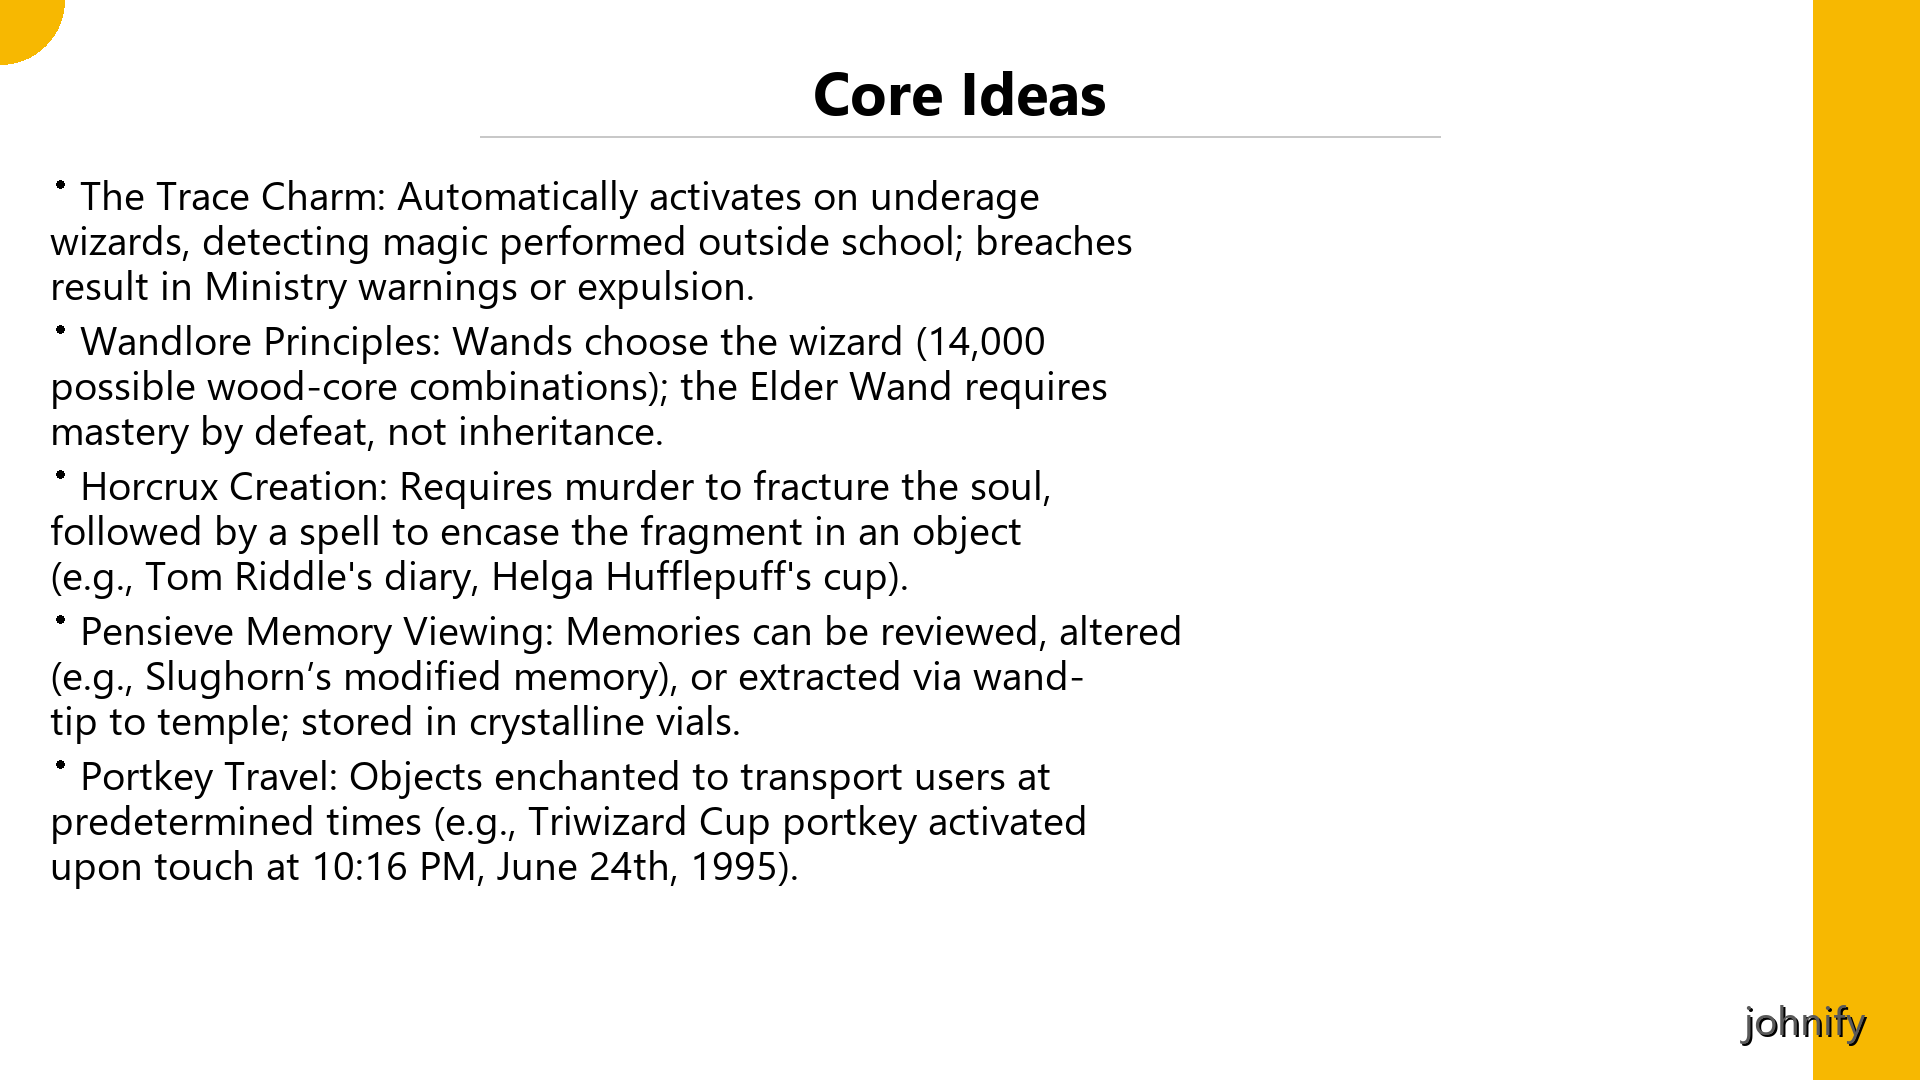 Core Ideas
• The Trace Charm: Automatically activates on underage
wizards, detecting magic performed outside school; breaches
result in Ministry warnings or expulsion.
• Wandlore Principles: Wands choose the wizard (14,000
possible wood-core combinations); the Elder Wand requires
mastery by defeat, not inheritance.
• Horcrux Creation: Requires murder to fracture the soul,
followed by a spell to encase the fragment in an object
(e.g., Tom Riddle's diary, Helga Hufflepuff's cup).
• Pensieve Memory Viewing: Memories can be reviewed, altered
(e.g., Slughorn’s modified memory), or extracted via wand-
tip to temple; stored in crystalline vials.
• Portkey Travel: Objects enchanted to transport users at
predetermined times (e.g., Triwizard Cup portkey activated
upon touch at 10:16 PM, June 24th, 1995).
johnify